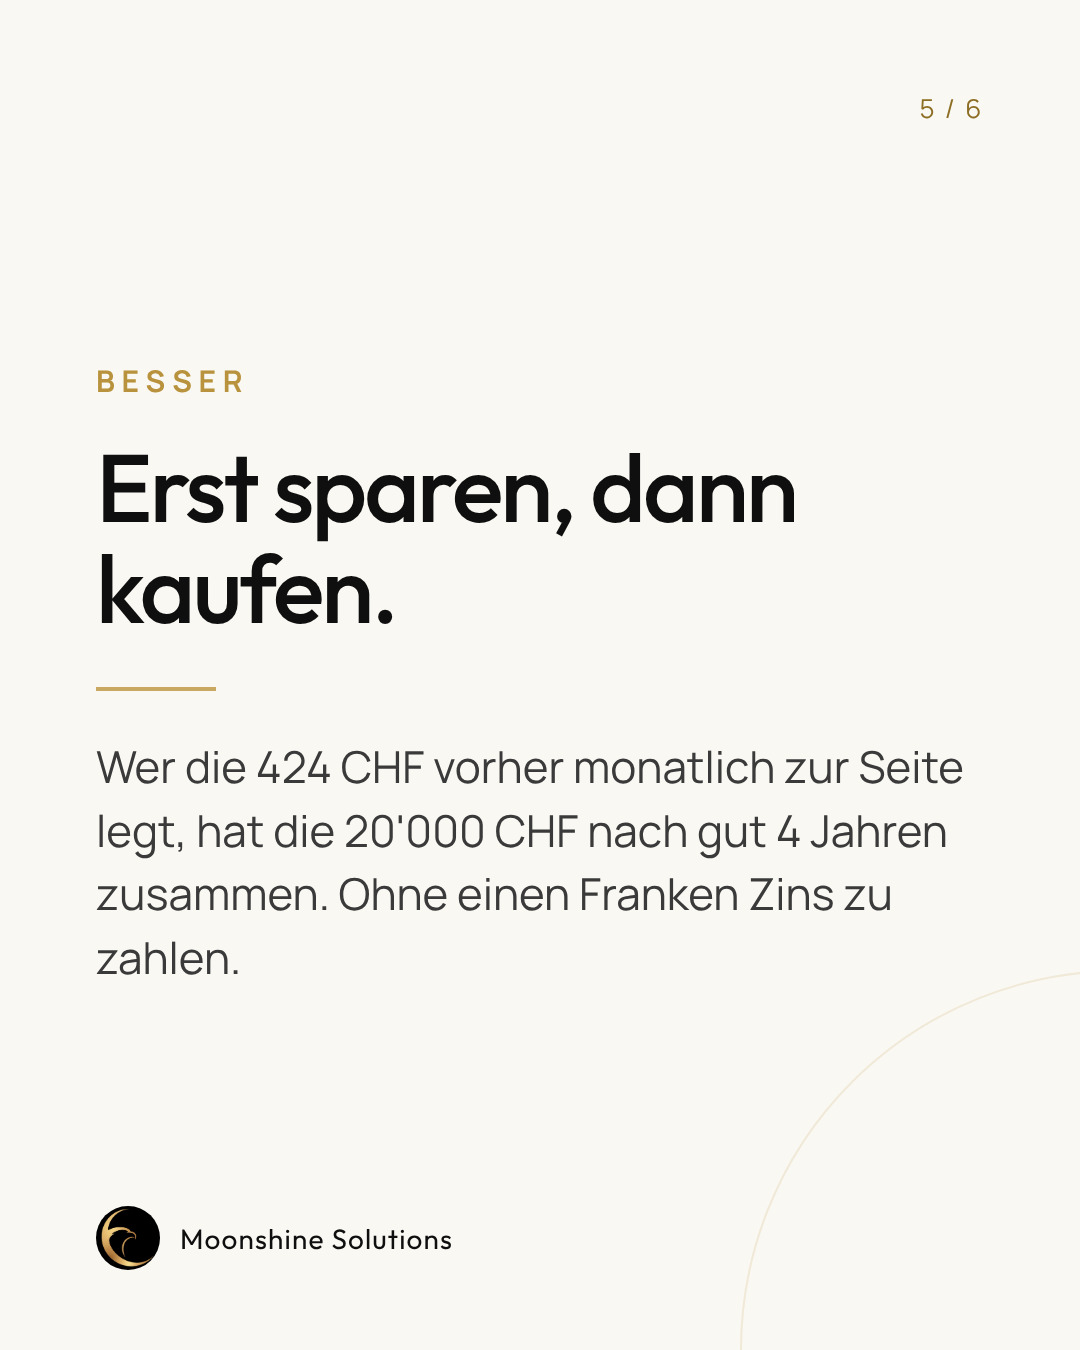 5 / 6
BESSER
Erst sparen, dann
kaufen.
Wer die 424 CHF vorher monatlich zur Seite
legt, hat die 20'000 CHF nach gut 4 Jahren
zusammen. Ohne einen Franken Zins zu
zahlen.
Moonshine Solutions